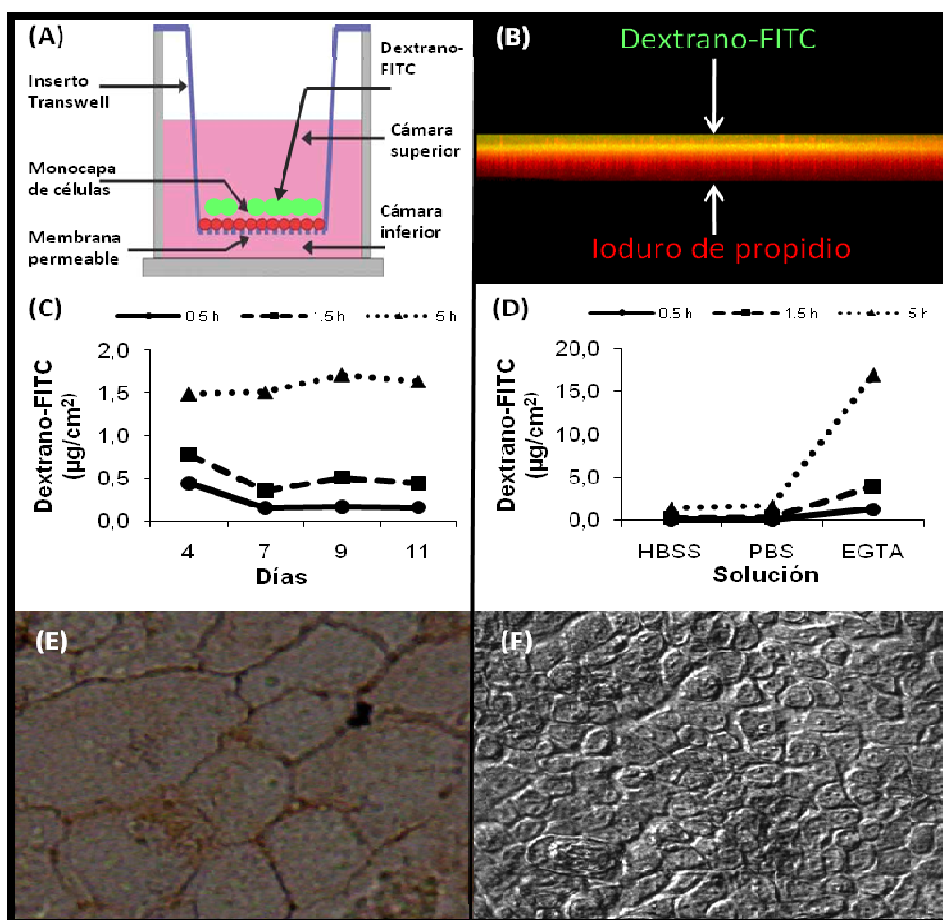 (A)
Dextrano-
FITC
Inserto
Transwell
Cámara
superior
Monocapa
de células
Membrana
permeable
Cámara
inferior
(B)
Dextrano-FITC
Ioduro de propidio
(C)
0.5 h
1.5 h
5 h
Dextrano-FITC
(µg/cm²)
2,0
1,5
1,0
0,5
0,0
4
7
9
11
Días
(D)
0.5 h
1.5 h
5 h
Dextrano-FITC
(µg/cm²)
20,0
15,0
10,0
5,0
0,0
HBSS
PBS
EGTA
Solución
(E)
(F)